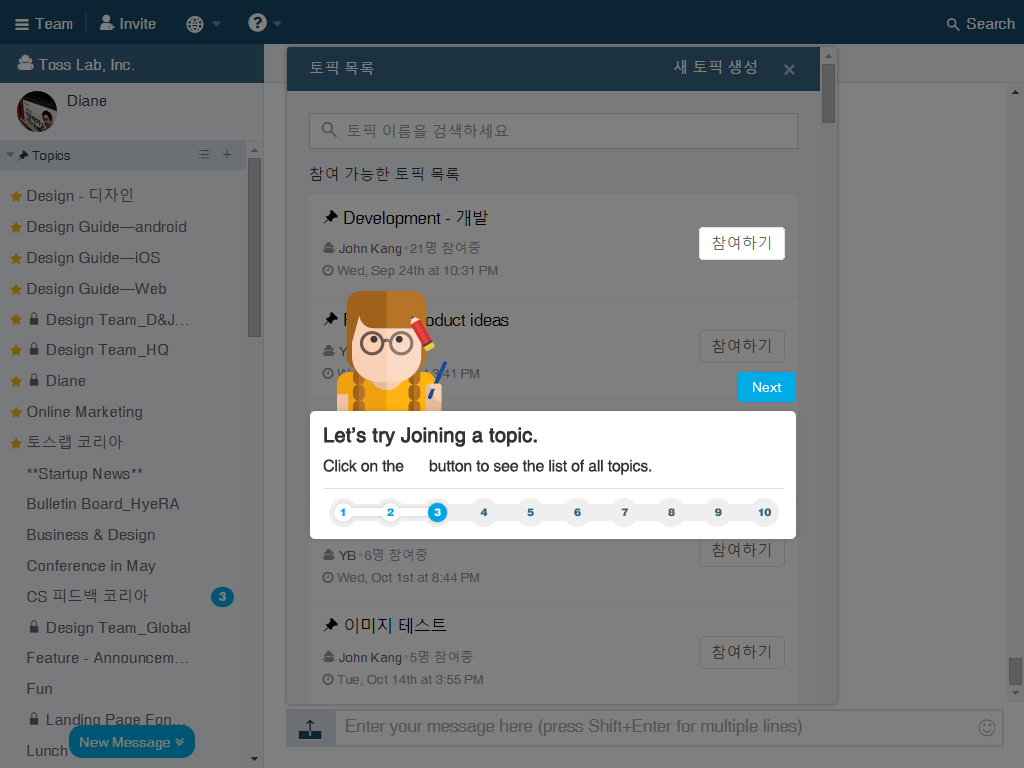 Team
Invite
Search
Toss Lab, Inc.
Diane
Topics
Design - 디자인
Design Guide—android
Design Guide—iOS
Design Guide—Web
Design Team_D&J...
Design Team_HQ
Diane
Online Marketing
토스랩 코리아
**Startup News**
Bulletin Board_HyeRA
Business & Design
Conference in May
CS 피드백 코리아
3
Design Team_Global
Feature - Announcem...
Fun
Landing Page Fon...
Lunch
New Message
토픽 목록
새 토픽 생성
토픽 이름을 검색하세요
참여 가능한 토픽 목록
Development - 개발
John Kang 21명 참여중
Wed, Sep 24th at 10:31 PM
참여하기
oduct ideas
3:41 PM
참여하기
Next
Let's try Joining a topic.
Click on the button to see the list of all topics.
1 2 3 4 5 6 7 8 9 10
YB 6명 참여중
Wed, Oct 1st at 8:44 PM
참여하기
이미지 테스트
John Kang 5명 참여중
Tue, Oct 14th at 3:55 PM
참여하기
Enter your message here (press Shift+Enter for multiple lines)